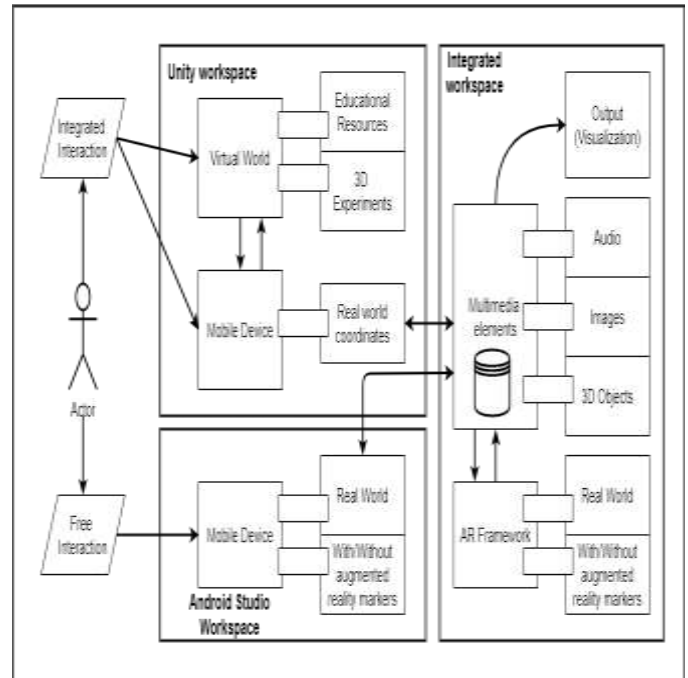 Unity workspace
Educational
Resources
Virtual World
3D
Experiments
Mobile Device
Real world
coordinates
Integrated
workspace
Output
(Visualization)
Multimedia
elements
Audio
Images
3D Objects
AR Framework
Real World
With/Without
augmented
reality markers
Integrated
Interaction
Actor
Free
Interaction
Mobile Device
Real World
With/Without
augmented
reality markers
Android Studio
Workspace